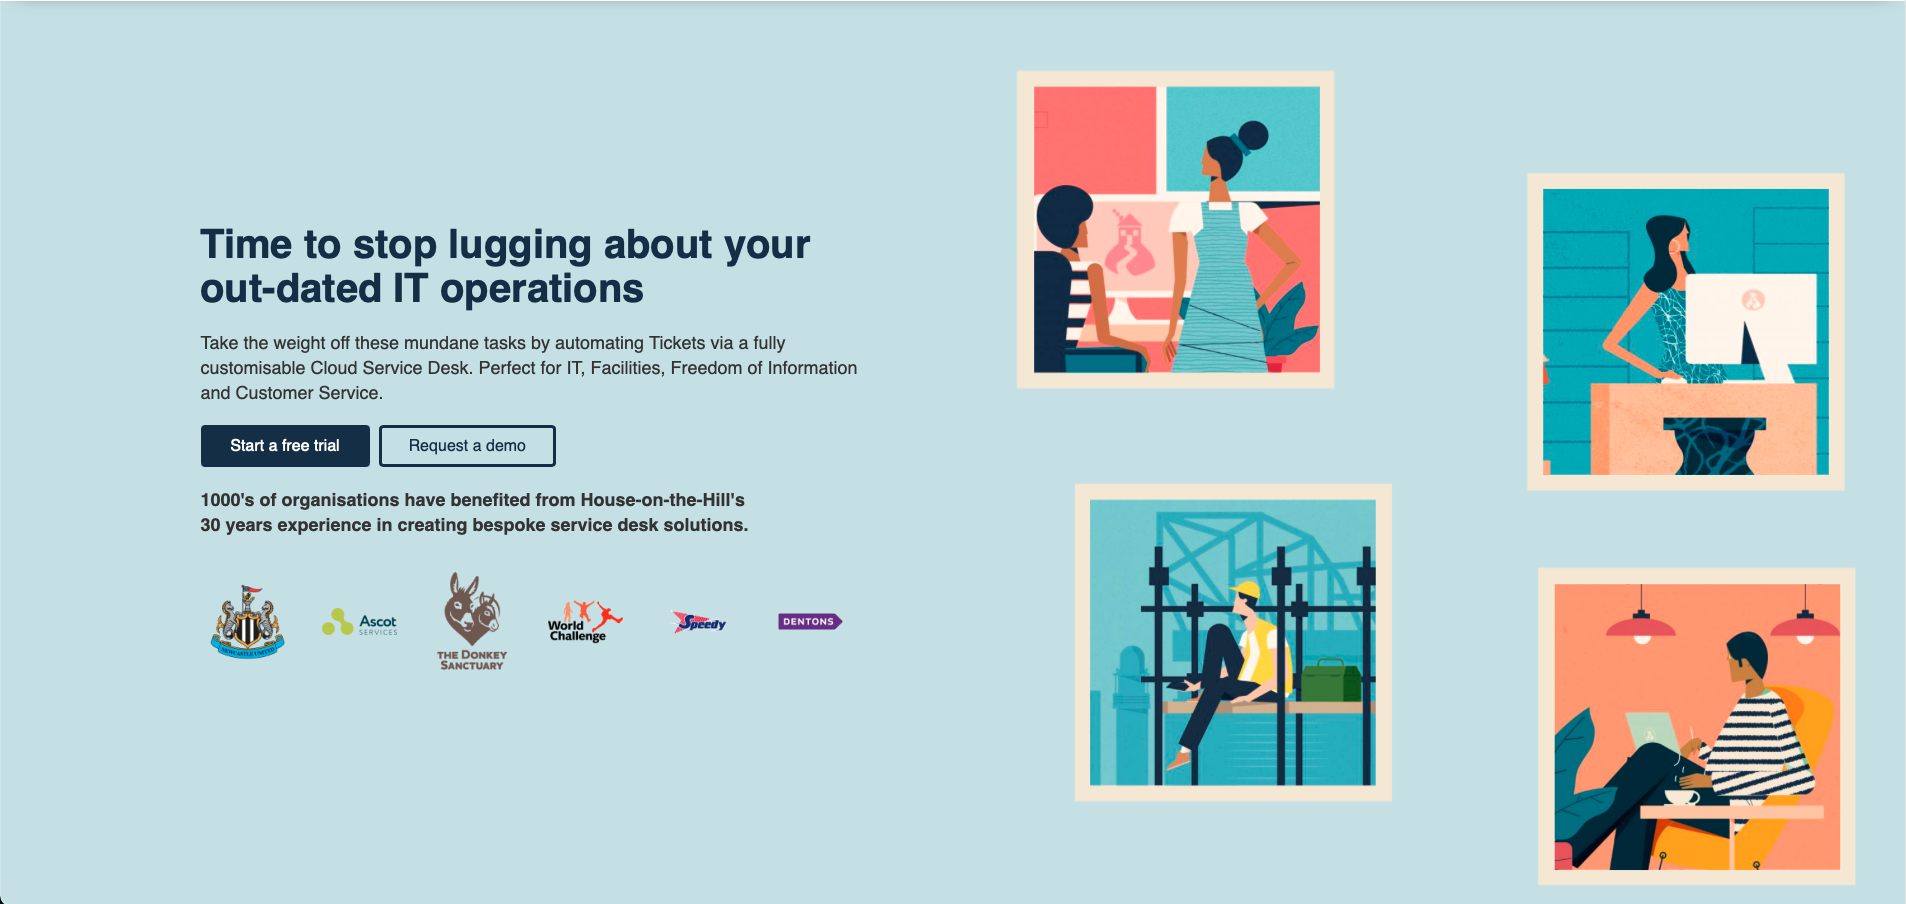 Time to stop lugging about your
out-dated IT operations
Take the weight off these mundane tasks by automating Tickets via a fully
customisable Cloud Service Desk. Perfect for IT, Facilities, Freedom of Information
and Customer Service.
Start a free trial
Request a demo
1000's of organisations have benefited from House-on-the-Hill's
30 years experience in creating bespoke service desk solutions.
NEWCASTLE UNITED
Ascot
SERVICES
THE DONKEY
SANCTUARY
World
Challenge
Speedy
DENTONS